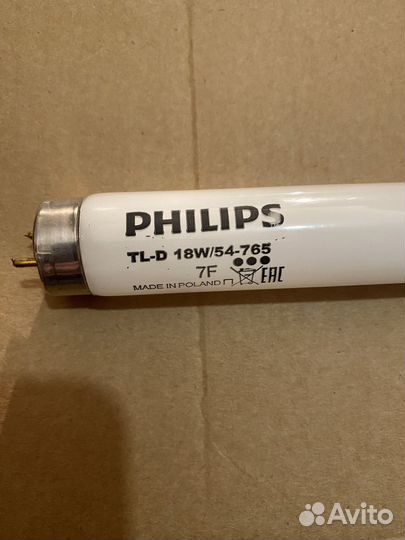 PHILIPS
TL-D 18W/54-765
7F
MADE IN POLAND П EAC
Avito